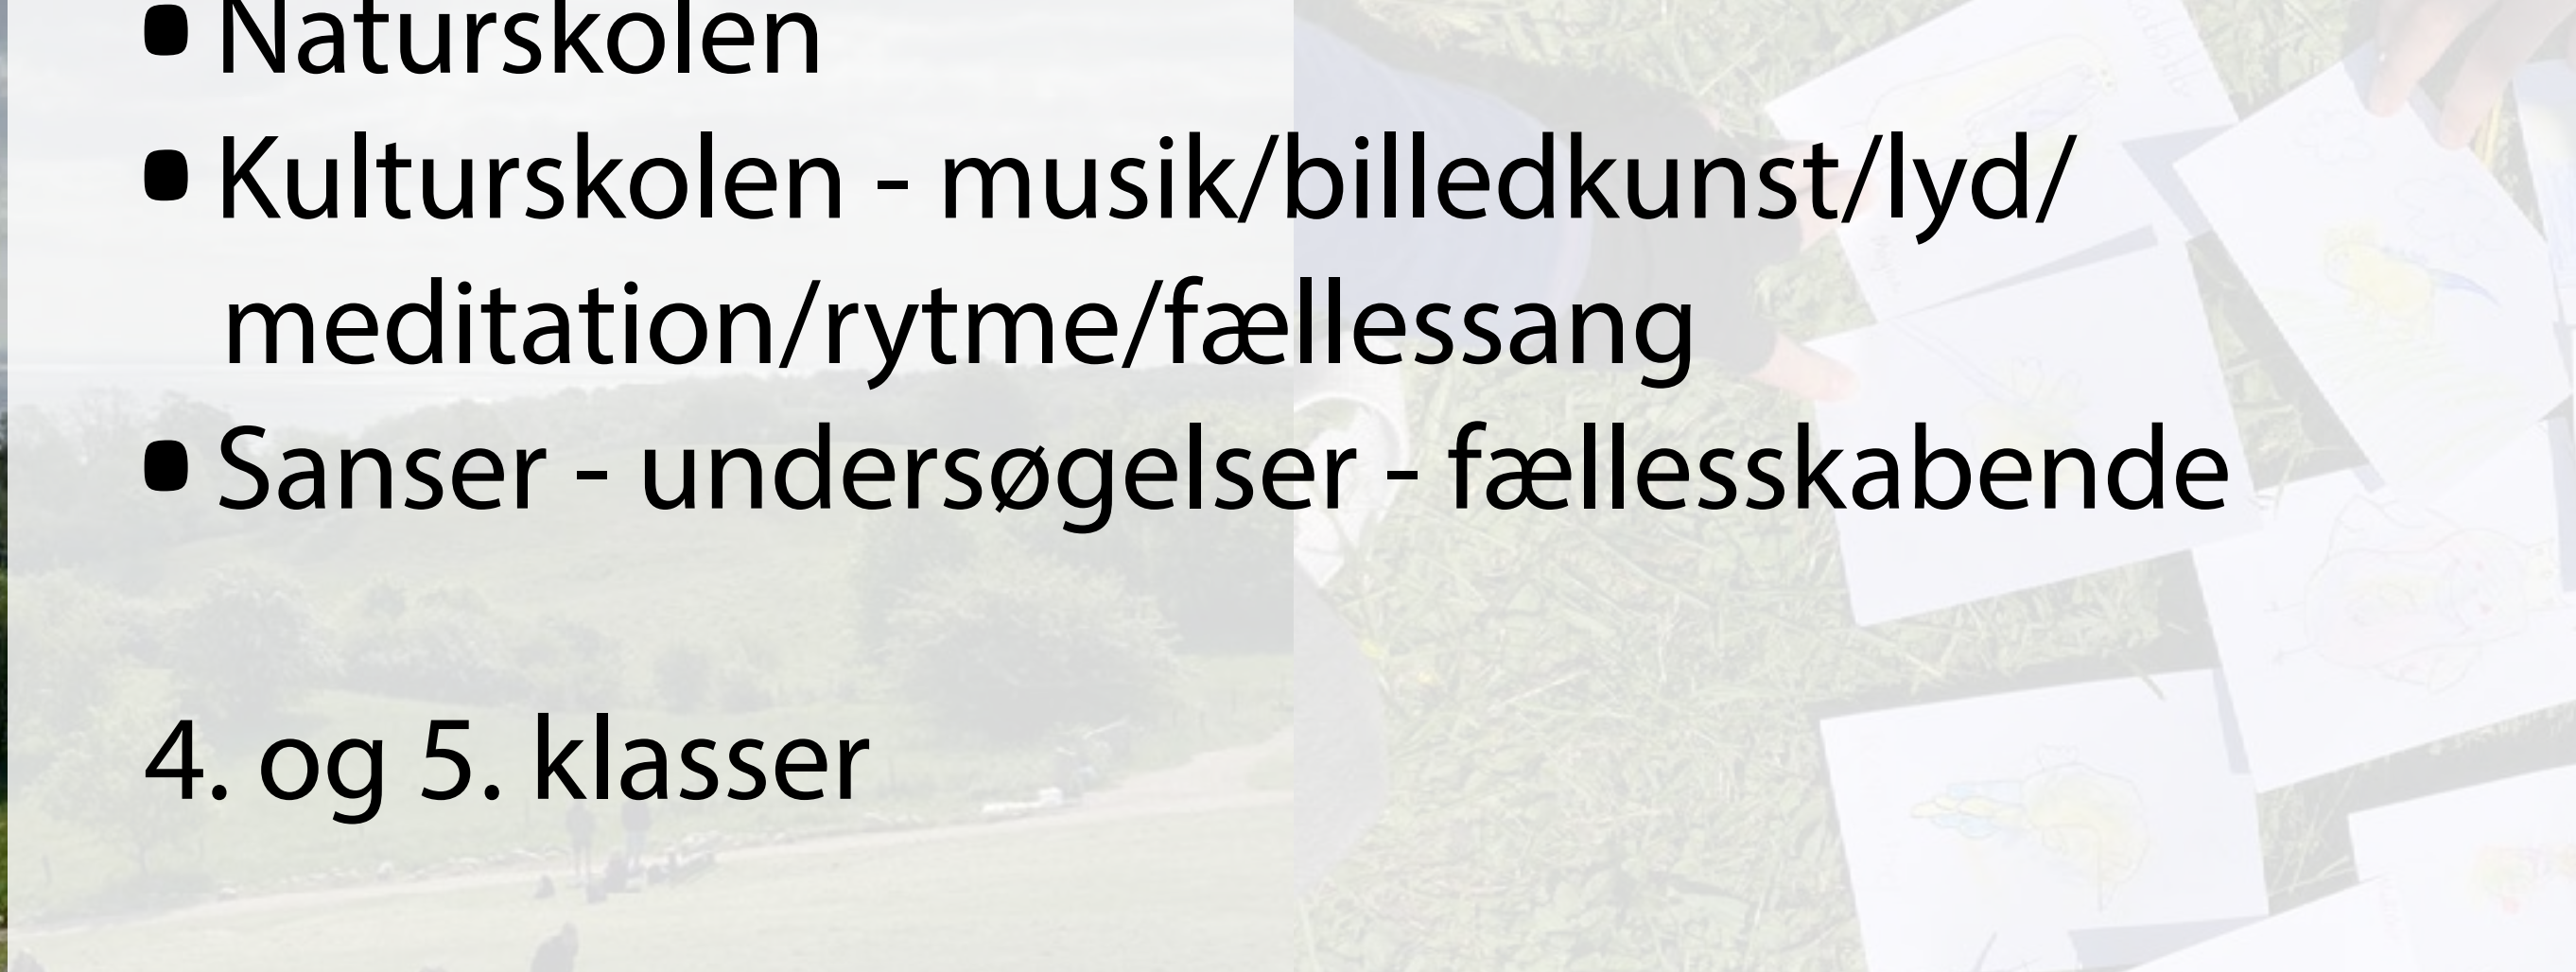 • Naturskolen
• Kulturskolen - musik/billedkunst/lyd/
meditation/rytme/fællessang
• Sanser - undersøgelser - fællesskabende
4. og 5. klasser